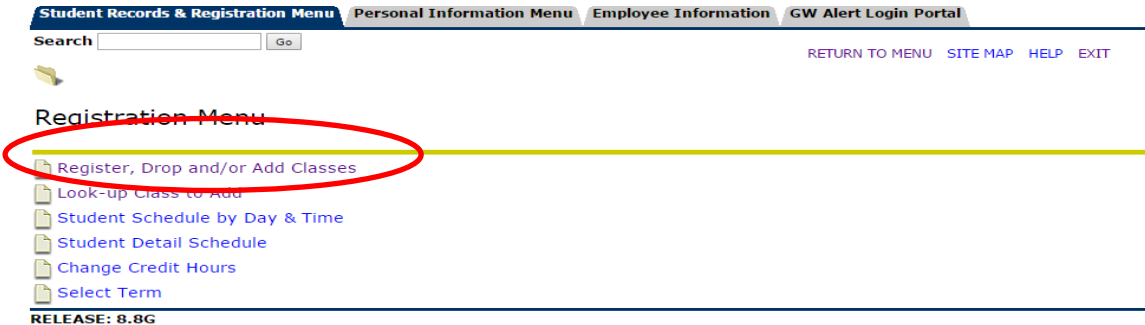 Student Records & Registration Menu Personal Information Menu Employee Information GW Alert Login Portal
Search Go
RETURN TO MENU SITE MAP HELP EXIT
Registration Menu
Register, Drop and/or Add Classes
Look-up Class to Add
Student Schedule by Day & Time
Student Detail Schedule
Change Credit Hours
Select Term
RELEASE: 8.8G